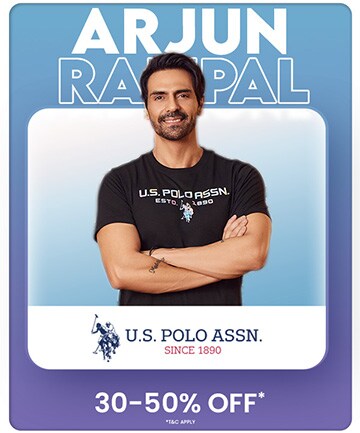 ARJUN
RAMPAL
U.S. POLO ASSN.
ESTD. 1890
U.S. POLO ASSN.
SINCE 1890
30-50% OFF*
*T&C APPLY